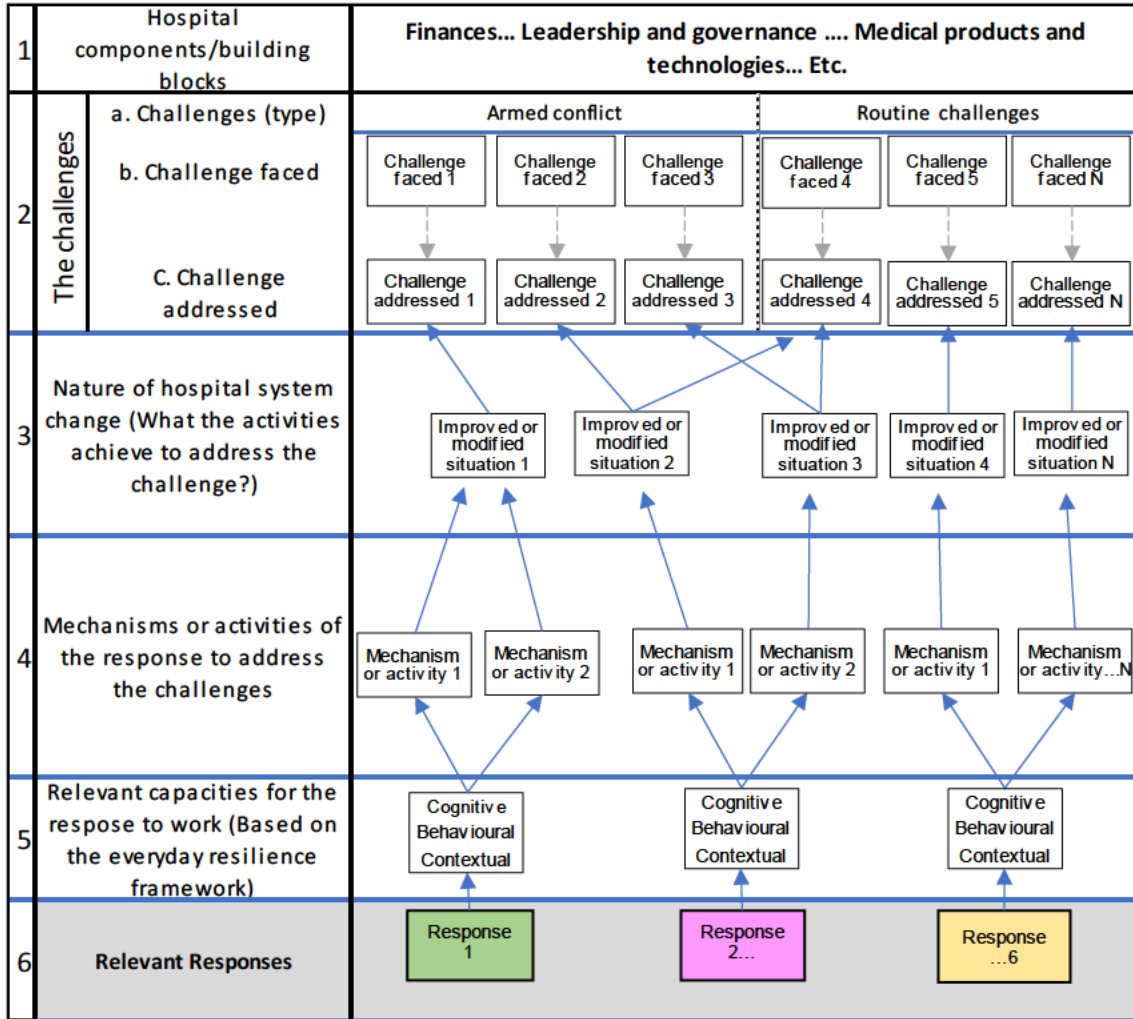 1
Hospital
components/building
blocks
Finances... Leadership and governance .... Medical products and
technologies... Etc.
2
The challenges
a. Challenges (type)
Armed conflict
Routine challenges
b. Challenge faced
Challenge
faced 1
Challenge
faced 2
Challenge
faced 3
Challenge
faced 4
Challenge
faced 5
Challenge
faced N
C. Challenge
addressed
Challenge
addressed 1
Challenge
addressed 2
Challenge
addressed 3
Challenge
addressed 4
Challenge
addressed 5
Challenge
addressed N
3
Nature of hospital system
change (What the activities
achieve to address the
challenge?)
Improved or
modified
situation 1
Improved or
modified
situation 2
Improved or
modified
situation 3
Improved or
modified
situation 4
Improved or
modified
situation N
4
Mechanisms or activities of
the response to address
the challenges
Mechanism
or activity 1
Mechanism
or activity 2
Mechanism
or activity 1
Mechanism
or activity 2
Mechanism
or activity 1
Mechanism
or activity...N
5
Relevant capacities for the
respose to work (Based on
the everyday resilience
framework)
Cognitive
Behavioural
Contextual
Cognitive
Behavioural
Contextual
Cognitive
Behavioural
Contextual
6
Relevant Responses
Response
1
Response
2...
Response
...6